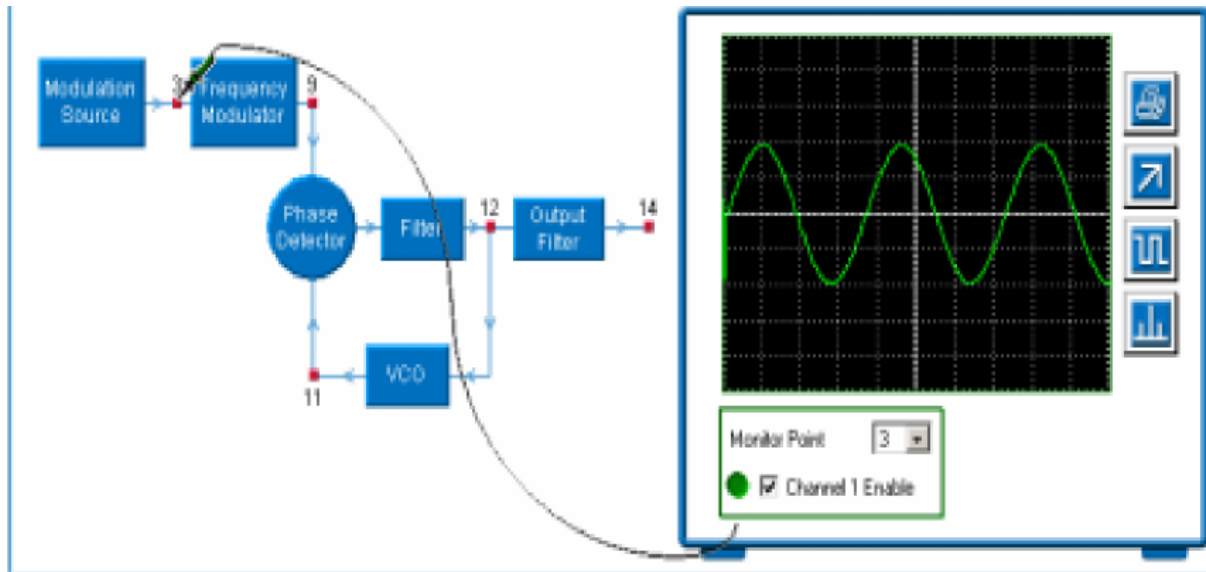 Modulation
Source
3
Frequency
Modulator
9
Phase
Detector
Filter
12
Output
Filter
14
VCO
11
Monitor Point
3
Channel 1 Enable